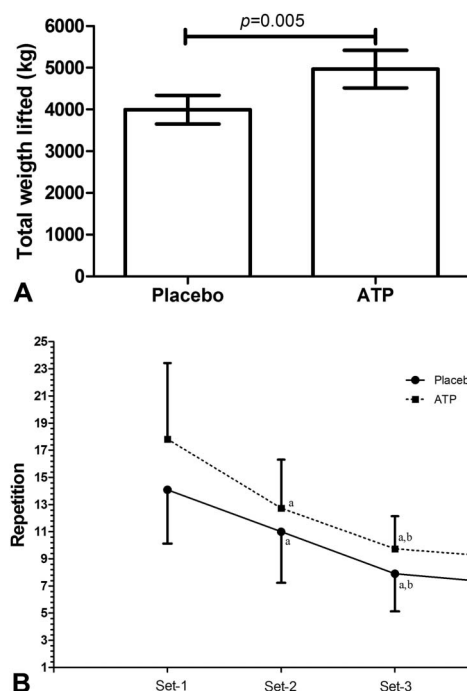 p=0.005
Total weigth lifted (kg)
6000
5000
4000
3000
2000
1000
0
Placebo ATP
A
Repetition
25
23
21
19
17
15
13
11
9
7
5
3
1
Placeb
ATP
a
a
a,b
a,b
Set-1 Set-2 Set-3
B